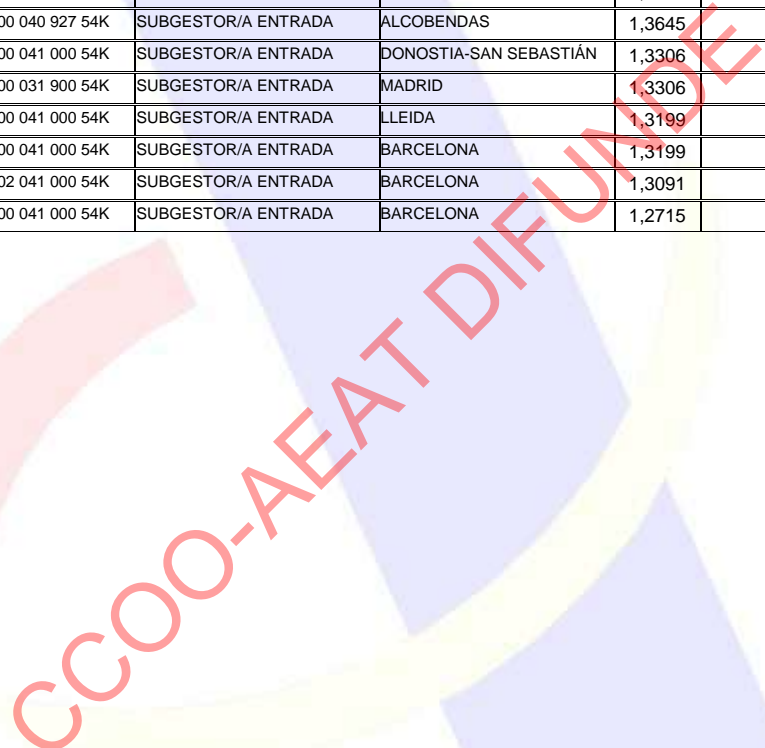 00 040 927 54K SUBGESTOR/A ENTRADA ALCOBENDAS 1,3645
00 041 000 54K SUBGESTOR/A ENTRADA DONOSTIA-SAN SEBASTIÁN 1,3306
00 031 900 54K SUBGESTOR/A ENTRADA MADRID 1,3306
00 041 000 54K SUBGESTOR/A ENTRADA LLEIDA 1,3199
00 041 000 54K SUBGESTOR/A ENTRADA BARCELONA 1,3199
02 041 000 54K SUBGESTOR/A ENTRADA BARCELONA 1,3091
00 041 000 54K SUBGESTOR/A ENTRADA BARCELONA 1,2715
CCOO-AEAT DIFUNDE